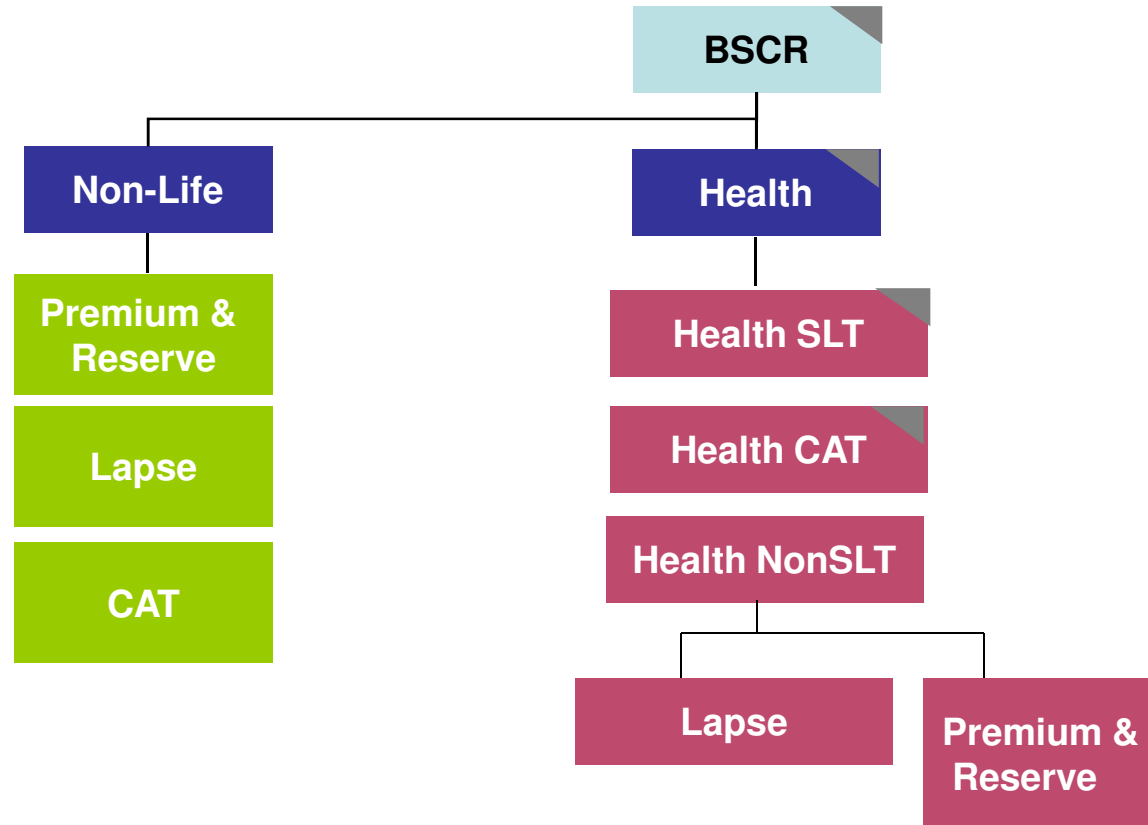 BSCR
Non-Life
Health
Premium &
Reserve
Lapse
CAT
Health SLT
Health CAT
Health NonSLT
Lapse
Premium &
Reserve